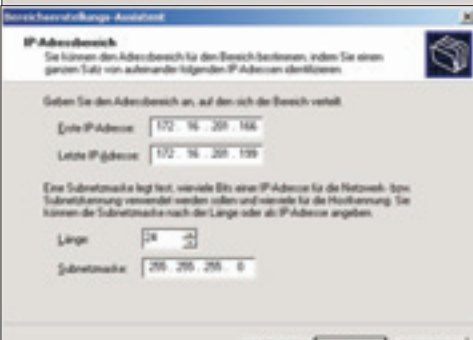 Bereichserstellungs-Assistent
IP-Adressbereich
Sie können den Adressbereich für den Bereich bestimmen, indem Sie einen
ganzen Satz von aufeinander folgenden IP-Adressen identifizieren.
Geben Sie den Adressbereich an, auf den sich der Bereich verteilt.
Erste IP-Adresse: 172 . 16 . 201 . 166
Letzte IP-Adresse: 172 . 16 . 201 . 199
Eine Subnetzmaske legt fest, wieviele Bits einer IP-Adresse für die Netzwerk- bzw.
Subnetzkennung verwendet werden sollen und wieviele für die Hostkennung. Sie
können die Subnetzmaske nach der Länge oder als IP-Adresse angeben.
Länge: 24
Subnetzmaske: 255 . 255 . 255 . 0